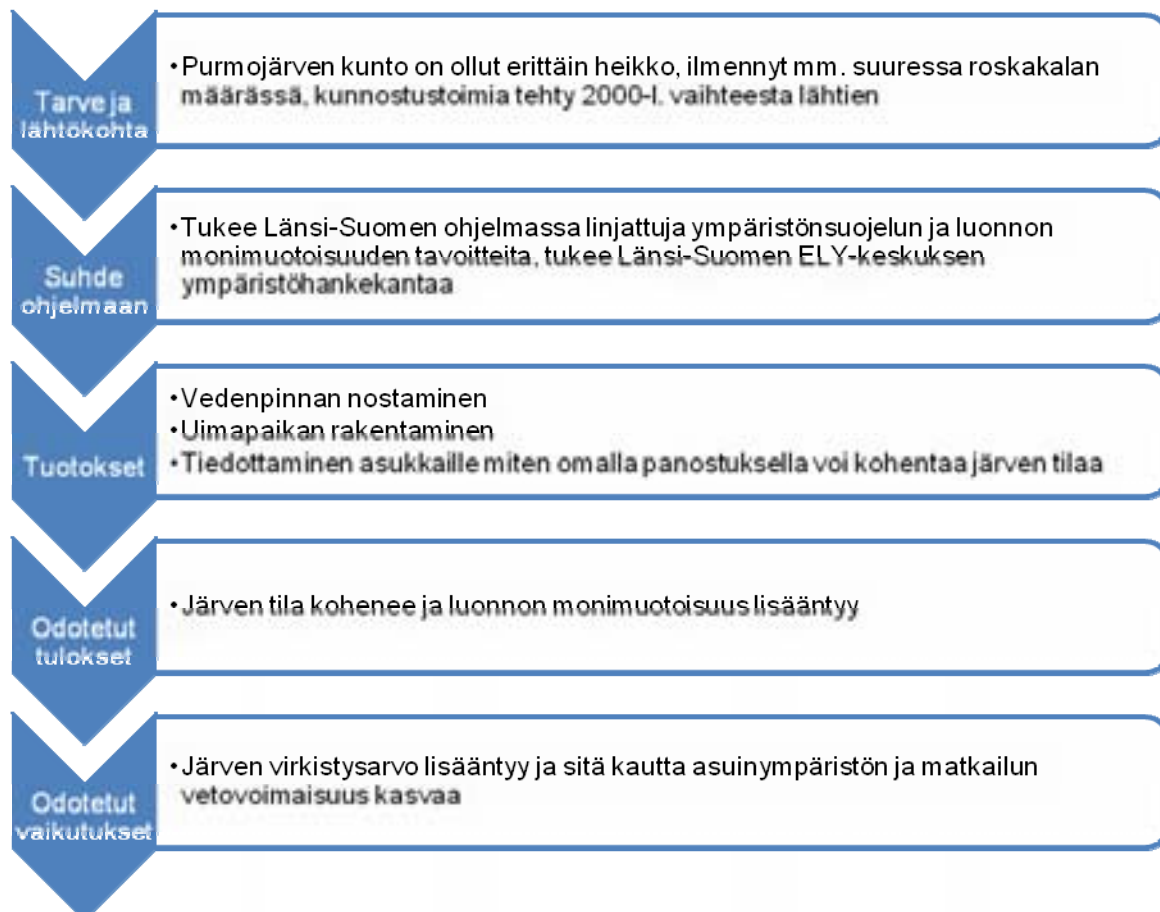 Tarve ja
lähtökohta
•Purmojärven kunto on ollut erittäin heikko, ilmennyt mm. suuressa roskakalan
määrässä, kunnostustoimia tehty 2000-l. vaihteesta lähtien
Suhde
ohjelmaan
•Tukee Länsi-Suomen ohjelmassa linjattuja ympäristönsuojelun ja luonnon
monimuotoisuuden tavoitteita, tukee Länsi-Suomen ELY-keskuksen
ympäristöhankekantaa
Tuotokset
•Vedenpinnan nostaminen
•Uimapaikan rakentaminen
•Tiedottaminen asukkaille miten omalla panostuksella voi kohentaa järven tilaa
Odotetut
tulokset
•Järven tila kohenee ja luonnon monimuotoisuus lisääntyy
Odotetut
vaikutukset
•Järven virkistysarvo lisääntyy ja sitä kautta asuinympäristön ja matkailun
vetovoimaisuus kasvaa